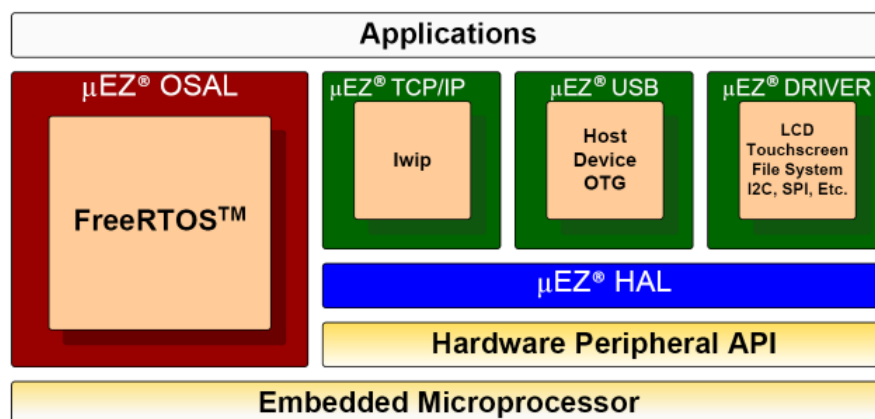 Applications
µEZ® OSAL
FreeRTOS™
µEZ® TCP/IP
lwip
µEZ® USB
Host
Device
OTG
µEZ® DRIVER
LCD
Touchscreen
File System
I2C, SPI, Etc.
µEZ® HAL
Hardware Peripheral API
Embedded Microprocessor